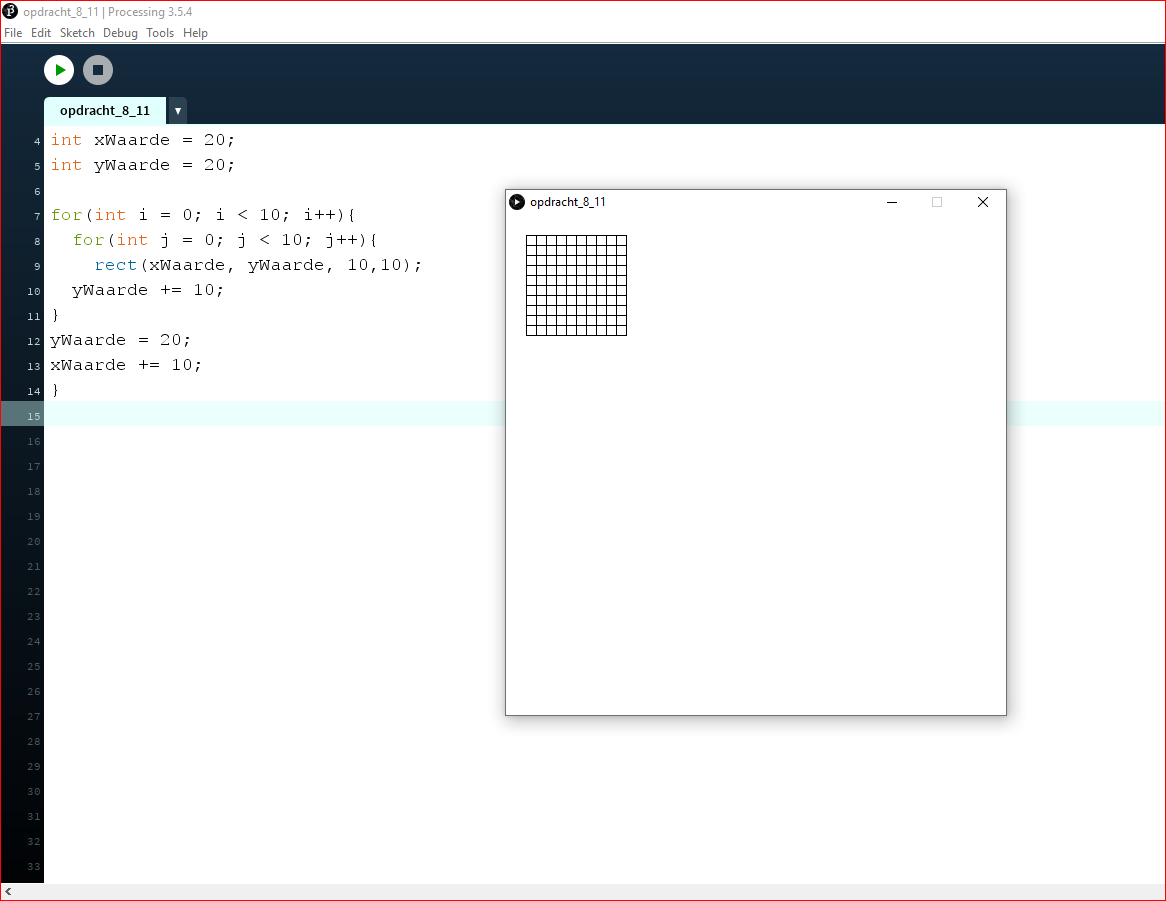 opdracht_8_11 | Processing 3.5.4
File Edit Sketch Debug Tools Help
opdracht_8_11 ▼
4 int xWaarde = 20;
5 int yWaarde = 20;
6
7 for(int i = 0; i < 10; i++){
8   for(int j = 0; j < 10; j++){
9     rect(xWaarde, yWaarde, 10,10);
10   yWaarde += 10;
11 }
12 yWaarde = 20;
13 xWaarde += 10;
14 }
15
16
17
18
19
20
21
22
23
24
25
26
27
28
29
30
31
32
33
opdracht_8_11